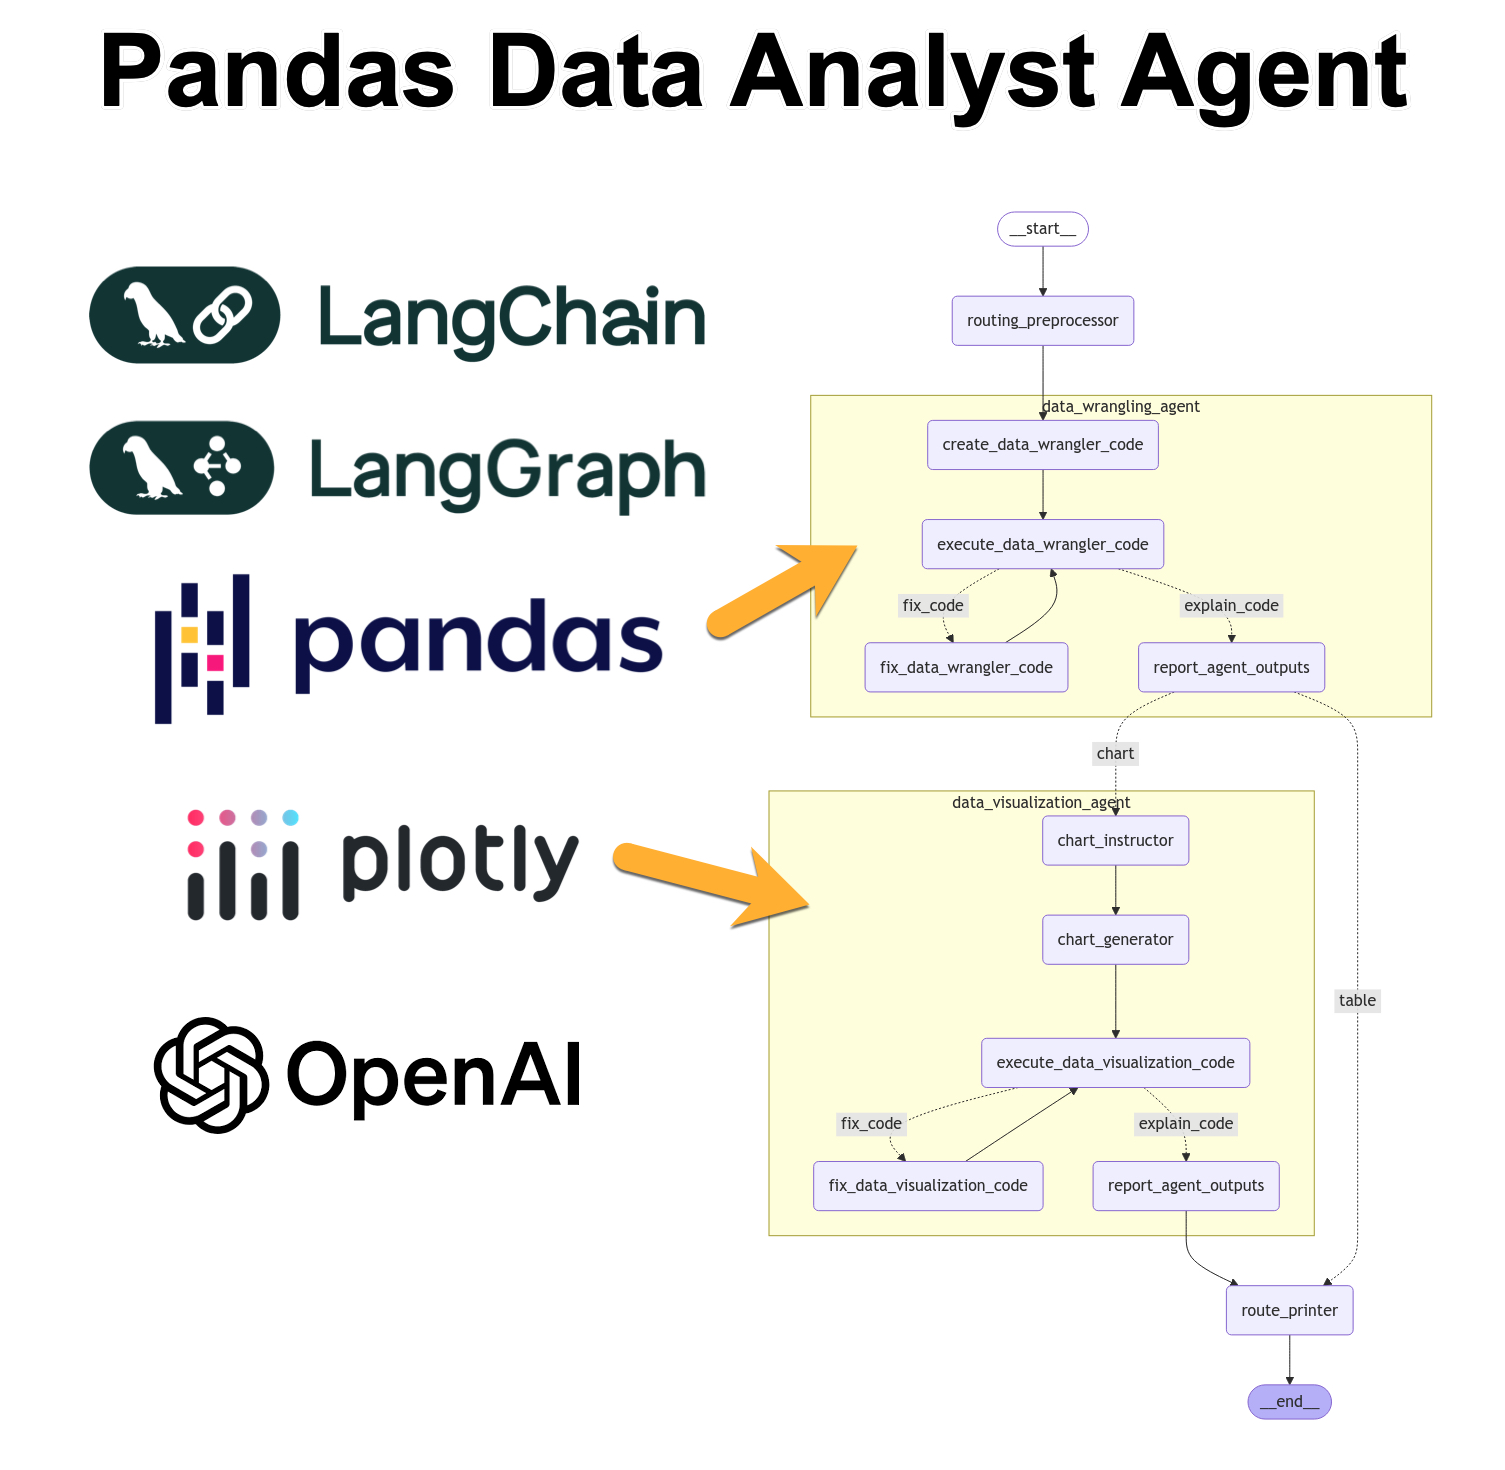 Pandas Data Analyst Agent
LangChain
LangGraph
pandas
plotly
OpenAI
__start__
routing_preprocessor
data_wrangling_agent
create_data_wrangler_code
execute_data_wrangler_code
fix_code
explain_code
fix_data_wrangler_code
report_agent_outputs
chart
data_visualization_agent
chart_instructor
chart_generator
table
execute_data_visualization_code
fix_code
explain_code
fix_data_visualization_code
report_agent_outputs
route_printer
__end__